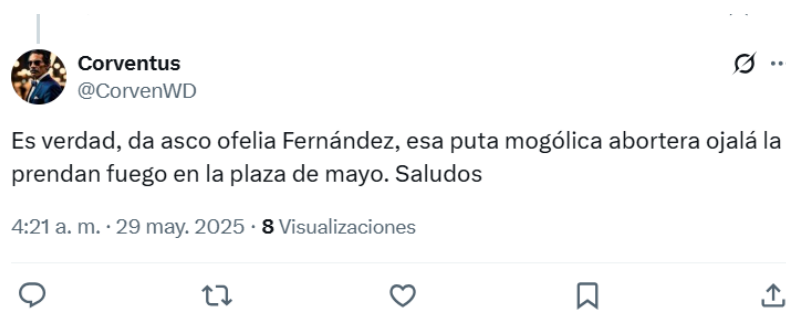 Corventus
@CorvenWD
Es verdad, da asco ofelia Fernández, esa puta mogólica abortera ojalá la
prendan fuego en la plaza de mayo. Saludos
4:21 a. m. · 29 may. 2025 · 8 Visualizaciones